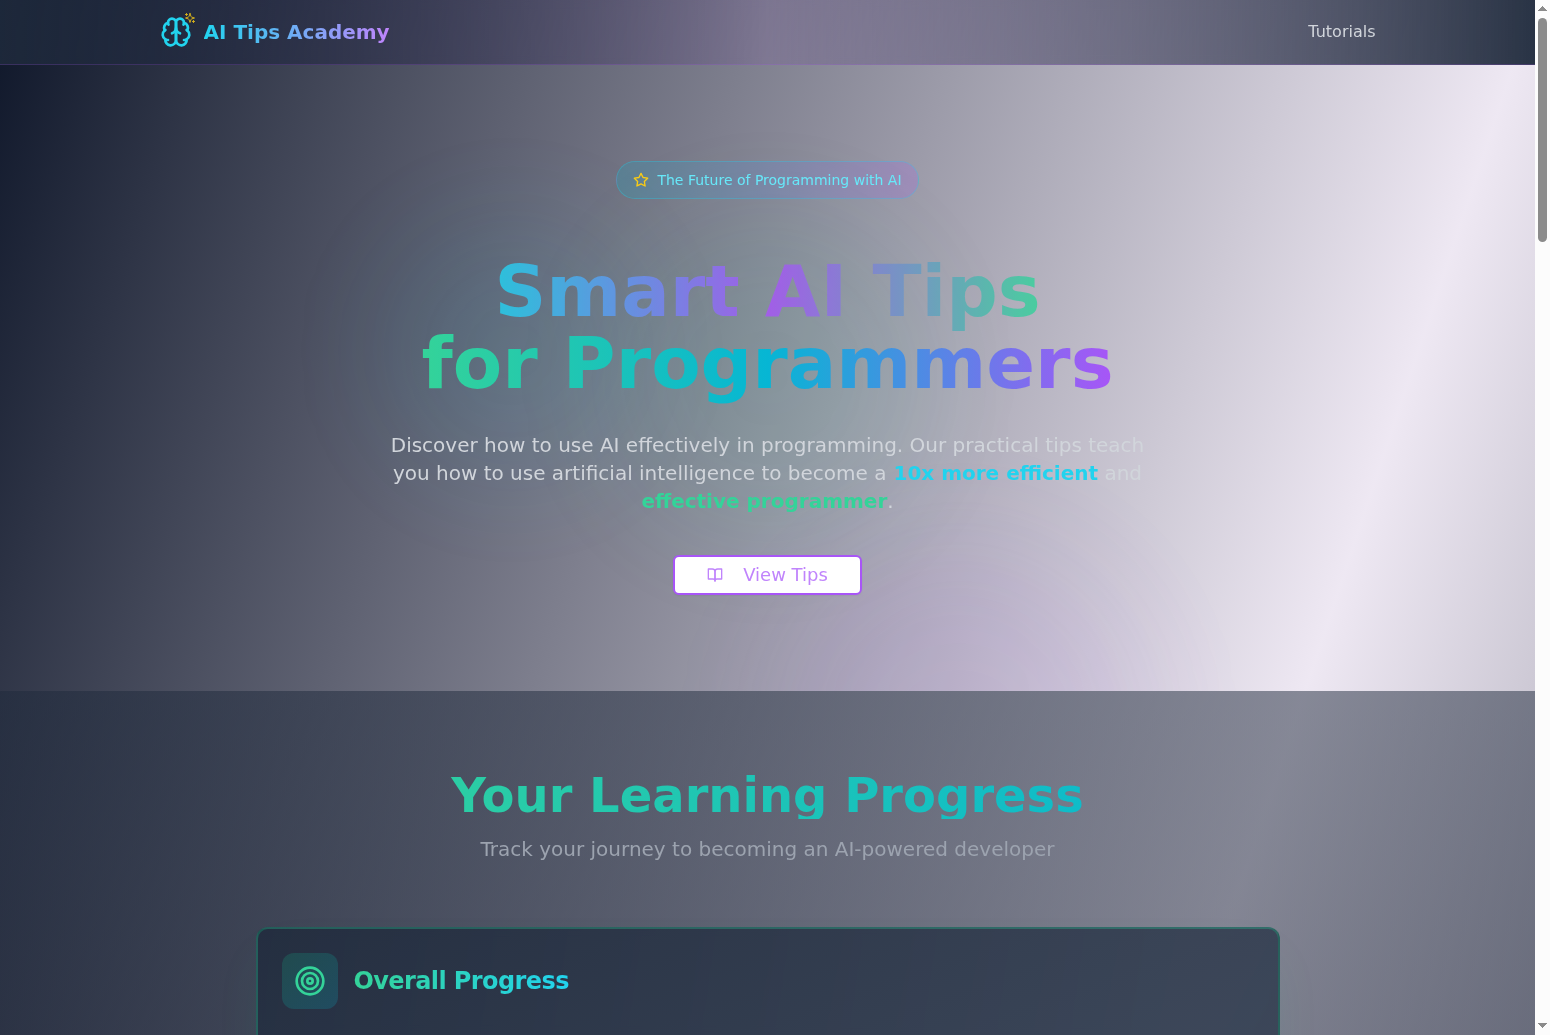 AI Tips Academy
Tutorials
The Future of Programming with AI
Smart AI Tips
for Programmers
Discover how to use AI effectively in programming. Our practical tips teach
you how to use artificial intelligence to become a 10x more efficient and
effective programmer.
View Tips
Your Learning Progress
Track your journey to becoming an AI-powered developer
Overall Progress